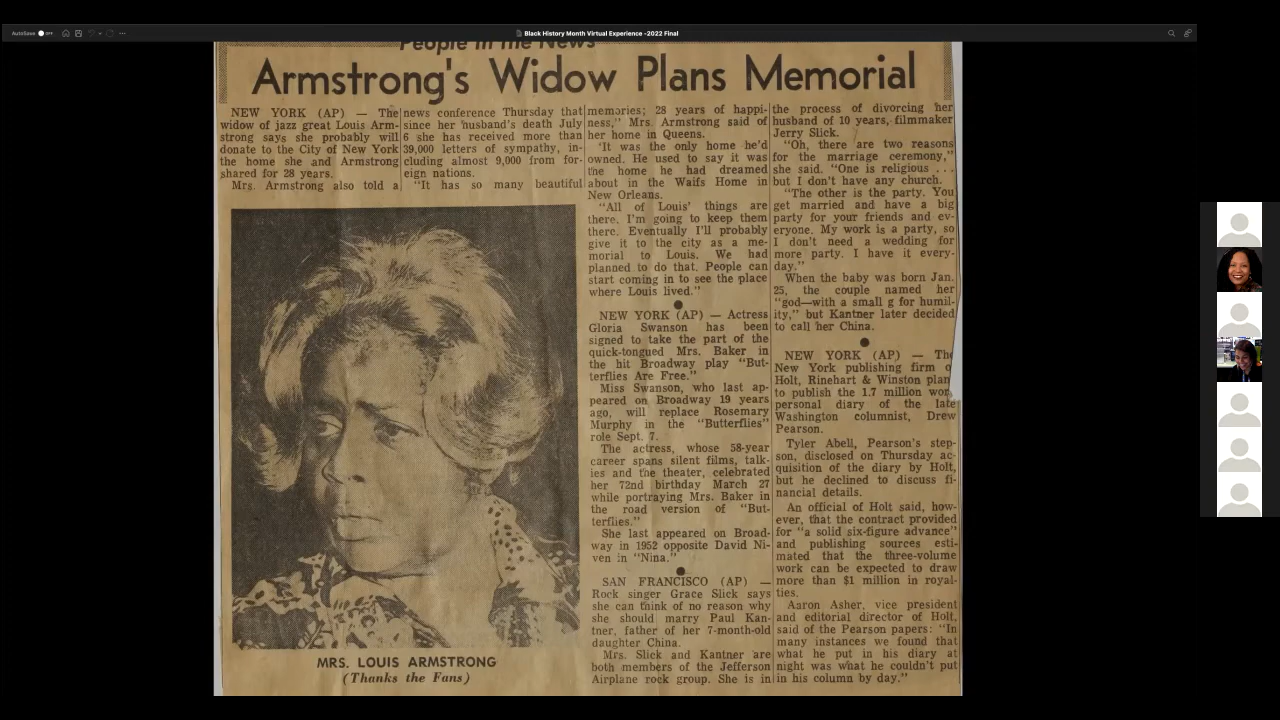 AutoSave OFF
Black History Month Virtual Experience -2022 Final
People in the News
Armstrong's Widow Plans Memorial
NEW YORK (AP) — The
widow of jazz great Louis Arm-
strong says she probably will
donate to the City of New York
the home she and Armstrong
shared for 28 years.
Mrs. Armstrong also told a
news conference Thursday that
since her husband's death July
6 she has received more than
39,000 letters of sympathy, in-
cluding almost 9,000 from for-
eign nations.
"It has so many beautiful
MRS. LOUIS ARMSTRONG
(Thanks the Fans)
memories; 28 years of happi-
ness," Mrs. Armstrong said of
her home in Queens.
"It was the only home he'd
owned. He used to say it was
the home he had dreamed
about in the Waifs Home in
New Orleans.
"All of Louis' things are
there. I'm going to keep them
there. Eventually I'll probably
give it to the city as a me-
morial to Louis. We had
planned to do that. People can
start coming in to see the place
where Louis lived."
NEW YORK (AP) — Actress
Gloria Swanson has been
signed to take the part of the
quick-tongued Mrs. Baker in
the hit Broadway play "But-
terflies Are Free."
Miss Swanson, who last ap-
peared on Broadway 19 years
ago, will replace Rosemary
Murphy in the "Butterflies"
role Sept. 7.
The actress, whose 58-year
career spans silent films, talk-
ies and the theater, celebrated
her 72nd birthday March 27
while portraying Mrs. Baker in
the road version of "But-
terflies."
She last appeared on Broad-
way in 1952 opposite David Ni-
ven in "Nina."
SAN FRANCISCO (AP) —
Rock singer Grace Slick says
she can think of no reason why
she should marry Paul Kan-
tner, father of her 7-month-old
daughter China.
Mrs. Slick and Kantner are
both members of the Jefferson
Airplane rock group. She is in
the process of divorcing her
husband of 10 years, filmmaker
Jerry Slick.
"Oh, there are two reasons
for the marriage ceremony,"
she said. "One is religious . . .
but I don't have any church.
"The other is the party. You
get married and have a big
party for your friends and ev-
eryone. My work is a party, so
I don't need a wedding for
more party. I have it every-
day."
When the baby was born Jan.
25, the couple named her
"god—with a small g for humil-
ity," but Kantner later decided
to call her China.
NEW YORK (AP) — The
New York publishing firm o
Holt, Rinehart & Winston plan
to publish the 1.7 million wor
personal diary of the late
Washington columnist, Drew
Pearson.
Tyler Abell, Pearson's step-
son, disclosed on Thursday ac-
quisition of the diary by Holt,
but he declined to discuss fi-
nancial details.
An official of Holt said, how-
ever, that the contract provided
for "a solid six-figure advance"
and publishing sources esti-
mated that the three-volume
work can be expected to draw
more than $1 million in royal-
ties.
Aaron Asher, vice president
and editorial director of Holt,
said of the Pearson papers: "In
many instances we found that
what he put in his diary at
night was what he couldn't put
in his column by day."